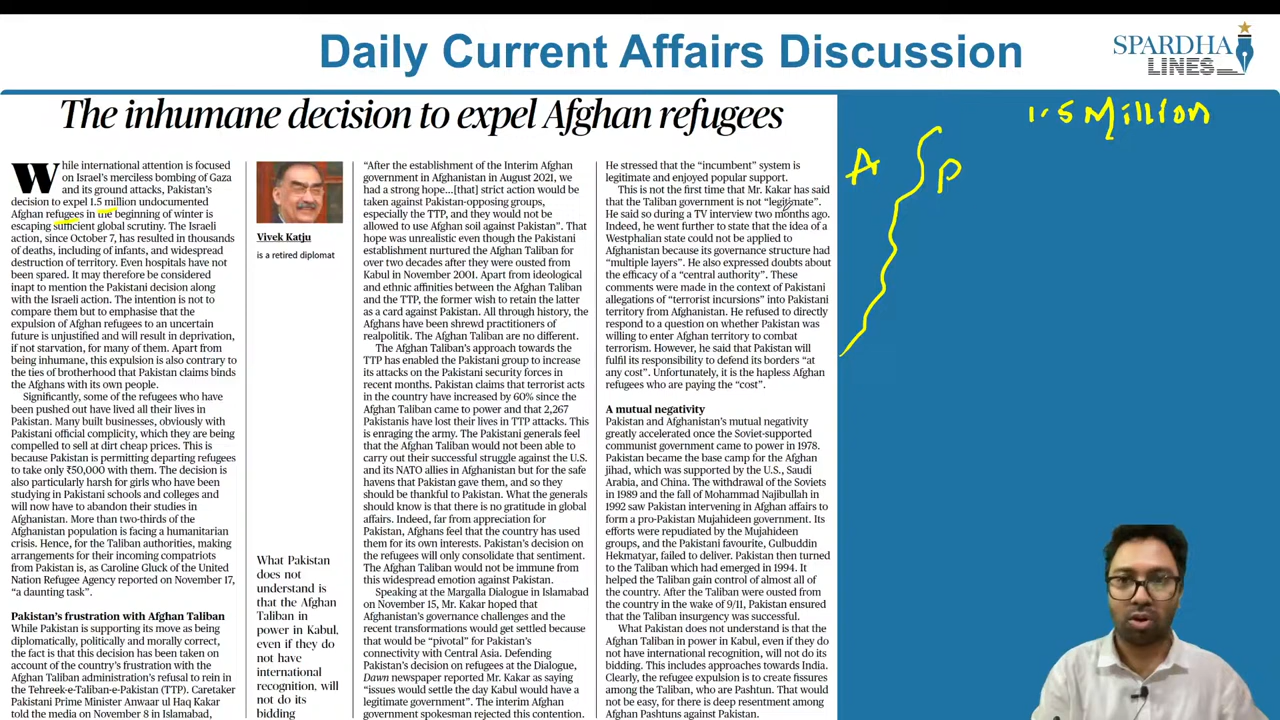 Daily Current Affairs Discussion
SPARDHA
LINES
The inhumane decision to expel Afghan refugees
1.5 Million
A
P
While international attention is focused
on Israel's merciless bombing of Gaza
and its ground attacks, Pakistan's
decision to expel 1.5 million undocumented
Afghan refugees in the beginning of winter is
escaping sufficient global scrutiny. The Israeli
action, since October 7, has resulted in thousands
of deaths, including of infants, and widespread
destruction of territory. Even hospitals have not
been spared. It may therefore be considered
inapt to mention the Pakistani decision along
with the Israeli action. The intention is not to
compare them but to emphasise that the
expulsion of Afghan refugees to an uncertain
future is unjustified and will result in deprivation,
if not starvation, for many of them. Apart from
being inhumane, this expulsion is also contrary to
the ties of brotherhood that Pakistan claims binds
the Afghans with its own people.
Significantly, some of the refugees who have
been pushed out have lived all their lives in
Pakistan. Many built businesses, obviously with
Pakistani official complicity, which they are being
compelled to sell at dirt cheap prices. This is
because Pakistan is permitting departing refugees
to take only ₹50,000 with them. The decision is
also particularly harsh for girls who have been
studying in Pakistani schools and colleges and
will now have to abandon their studies in
Afghanistan. More than two-thirds of the
Afghanistan population is facing a humanitarian
crisis. Hence, for the Taliban authorities, making
arrangements for their incoming compatriots
from Pakistan is, as Caroline Gluck of the United
Nation Refugee Agency reported on November 17,
"a daunting task".
Pakistan's frustration with Afghan Taliban
While Pakistan is supporting its move as being
diplomatically, politically and morally correct,
the fact is that this decision has been taken on
account of the country's frustration with the
Afghan Taliban administration's refusal to rein in
the Tehreek-e-Taliban-e-Pakistan (TTP). Caretaker
Pakistani Prime Minister Anwaar ul Haq Kakar
told the media on November 8 in Islamabad,
Vivek Katju
is a retired diplomat
What Pakistan
does not
understand is
that the Afghan
Taliban in
power in Kabul,
even if they do
not have
international
recognition, will
not do its
bidding
"After the establishment of the Interim Afghan
government in Afghanistan in August 2021, we
had a strong hope...[that] strict action would be
taken against Pakistan-opposing groups,
especially the TTP, and they would not be
allowed to use Afghan soil against Pakistan". That
hope was unrealistic even though the Pakistani
establishment nurtured the Afghan Taliban for
over two decades after they were ousted from
Kabul in November 2001. Apart from ideological
and ethnic affinities between the Afghan Taliban
and the TTP, the former wish to retain the latter
as a card against Pakistan. All through history, the
Afghans have been shrewd practitioners of
realpolitik. The Afghan Taliban are no different.
The Afghan Taliban's approach towards the
TTP has enabled the Pakistani group to increase
its attacks on the Pakistani security forces in
recent months. Pakistan claims that terrorist acts
in the country have increased by 60% since the
Afghan Taliban came to power and that 2,267
Pakistanis have lost their lives in TTP attacks. This
is enraging the army. The Pakistani generals feel
that the Afghan Taliban would not been able to
carry out their successful struggle against the U.S.
and its NATO allies in Afghanistan but for the safe
havens that Pakistan gave them, and so they
should be thankful to Pakistan. What the generals
should know is that there is no gratitude in global
affairs. Indeed, far from appreciation for
Pakistan, Afghans feel that the country has used
them for its own interests. Pakistan's decision on
the refugees will only consolidate that sentiment.
The Afghan Taliban would not be immune from
this widespread emotion against Pakistan.
Speaking at the Margalla Dialogue in Islamabad
on November 15, Mr. Kakar hoped that
Afghanistan's governance challenges and the
recent transformations would get settled because
that would be "pivotal" for Pakistan's
connectivity with Central Asia. Defending
Pakistan's decision on refugees at the Dialogue,
Dawn newspaper reported Mr. Kakar as saying
"issues would settle the day Kabul would have a
legitimate government". The interim Afghan
government spokesman rejected this contention.
He stressed that the "incumbent" system is
legitimate and enjoyed popular support.
This is not the first time that Mr. Kakar has said
that the Taliban government is not "legitimate".
He said so during a TV interview two months ago.
Indeed, he went further to state that the idea of a
Westphalian state could not be applied to
Afghanistan because its governance structure had
"multiple layers". He also expressed doubts about
the efficacy of a "central authority". These
comments were made in the context of Pakistani
allegations of "terrorist incursions" into Pakistani
territory from Afghanistan. He refused to directly
respond to a question on whether Pakistan was
willing to enter Afghan territory to combat
terrorism. However, he said that Pakistan will
fulfil its responsibility to defend its borders "at
any cost". Unfortunately, it is the hapless Afghan
refugees who are paying the "cost".
A mutual negativity
Pakistan and Afghanistan's mutual negativity
greatly accelerated once the Soviet-supported
communist government came to power in 1978.
Pakistan became the base camp for the Afghan
jihad, which was supported by the U.S., Saudi
Arabia, and China. The withdrawal of the Soviets
in 1989 and the fall of Mohammad Najibullah in
1992 saw Pakistan intervening in Afghan affairs to
form a pro-Pakistan Mujahideen government. Its
efforts were repudiated by the Mujahideen
groups, and the Pakistani favourite, Gulbuddin
Hekmatyar, failed to deliver. Pakistan then turned
to the Taliban which had emerged in 1994. It
helped the Taliban gain control of almost all of
the country. After the Taliban were ousted from
the country in the wake of 9/11, Pakistan ensured
that the Taliban insurgency was successful.
What Pakistan does not understand is that the
Afghan Taliban in power in Kabul, even if they do
not have international recognition, will not do its
bidding. This includes approaches towards India.
Clearly, the refugee expulsion is to create fissures
among the Taliban, who are Pashtun. That would
not be easy, for there is deep resentment among
Afghan Pashtuns against Pakistan.